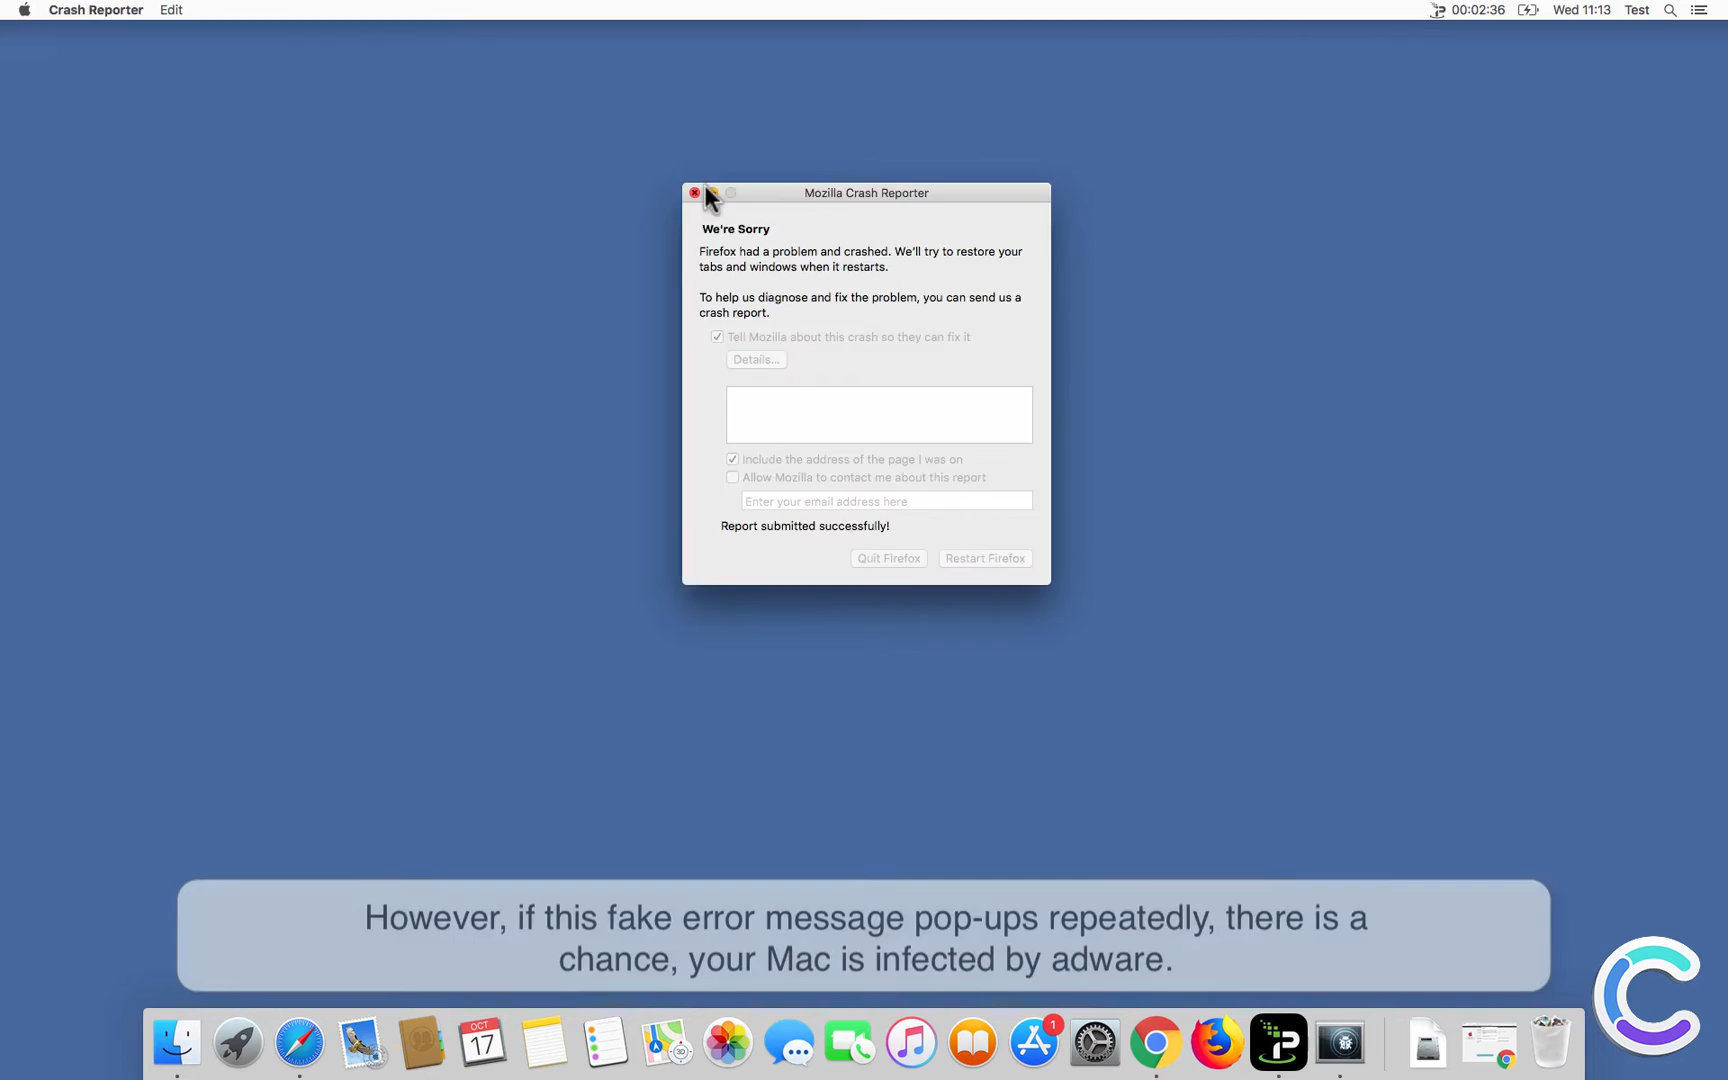 Crash Reporter Edit
00:02:36 Wed 11:13 Test
Mozilla Crash Reporter
We're Sorry
Firefox had a problem and crashed. We'll try to restore your
tabs and windows when it restarts.
To help us diagnose and fix the problem, you can send us a
crash report.
Tell Mozilla about this crash so they can fix it
Details...
Include the address of the page I was on
Allow Mozilla to contact me about this report
Enter your email address here
Report submitted successfully!
Quit Firefox Restart Firefox
However, if this fake error message pop-ups repeatedly, there is a
chance, your Mac is infected by adware.
OCT
17
3D
1